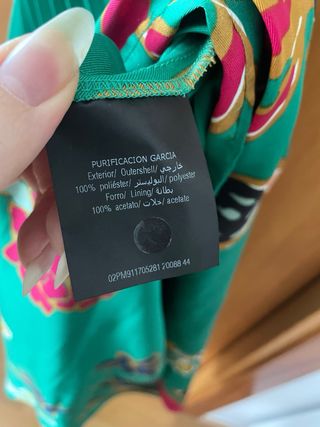 PURIFICACION GARCIA
Exterior/ Outershell/ خارجي
100% poliéster/ البوليستر/ polyester
Forro/ Lining/ بطانة
100% acetato/ خلات/ acetate
02PM911705281 20088 44